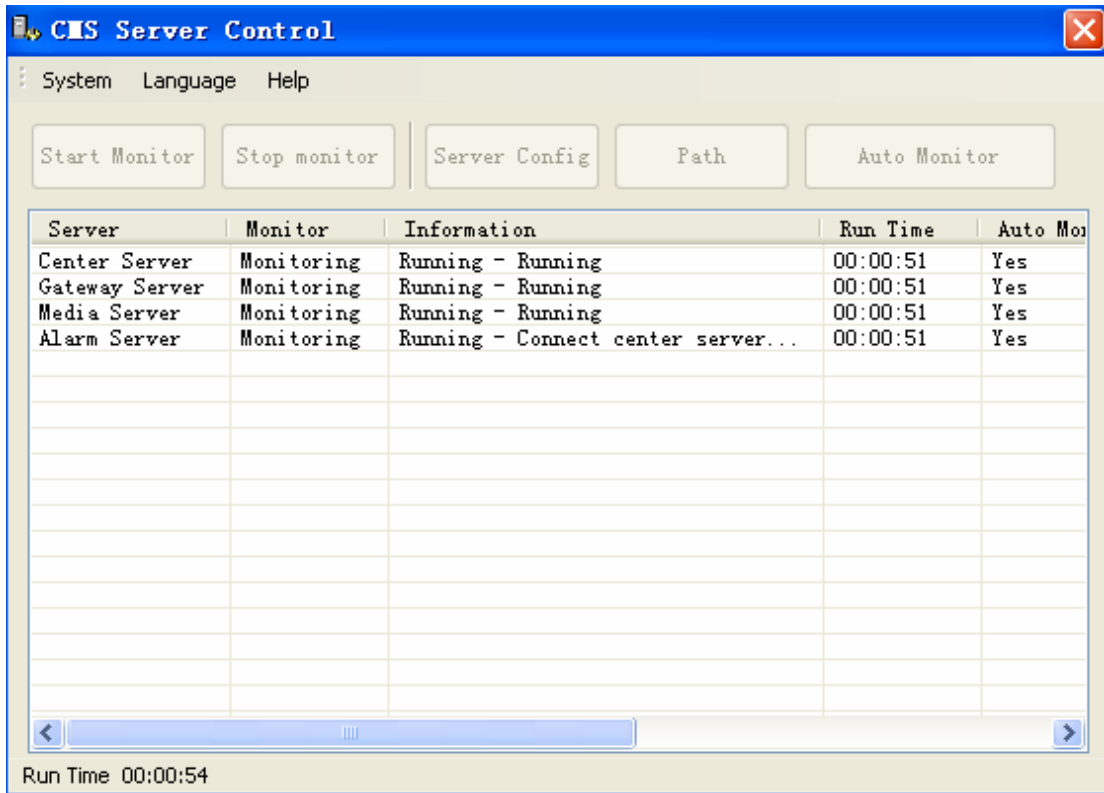 CMS Server Control
System Language Help
Start Monitor Stop monitor Server Config Path Auto Monitor
Server Monitor Information Run Time Auto Mon
Center Server Monitoring Running - Running 00:00:51 Yes
Gateway Server Monitoring Running - Running 00:00:51 Yes
Media Server Monitoring Running - Running 00:00:51 Yes
Alarm Server Monitoring Running - Connect center server... 00:00:51 Yes
Run Time 00:00:54